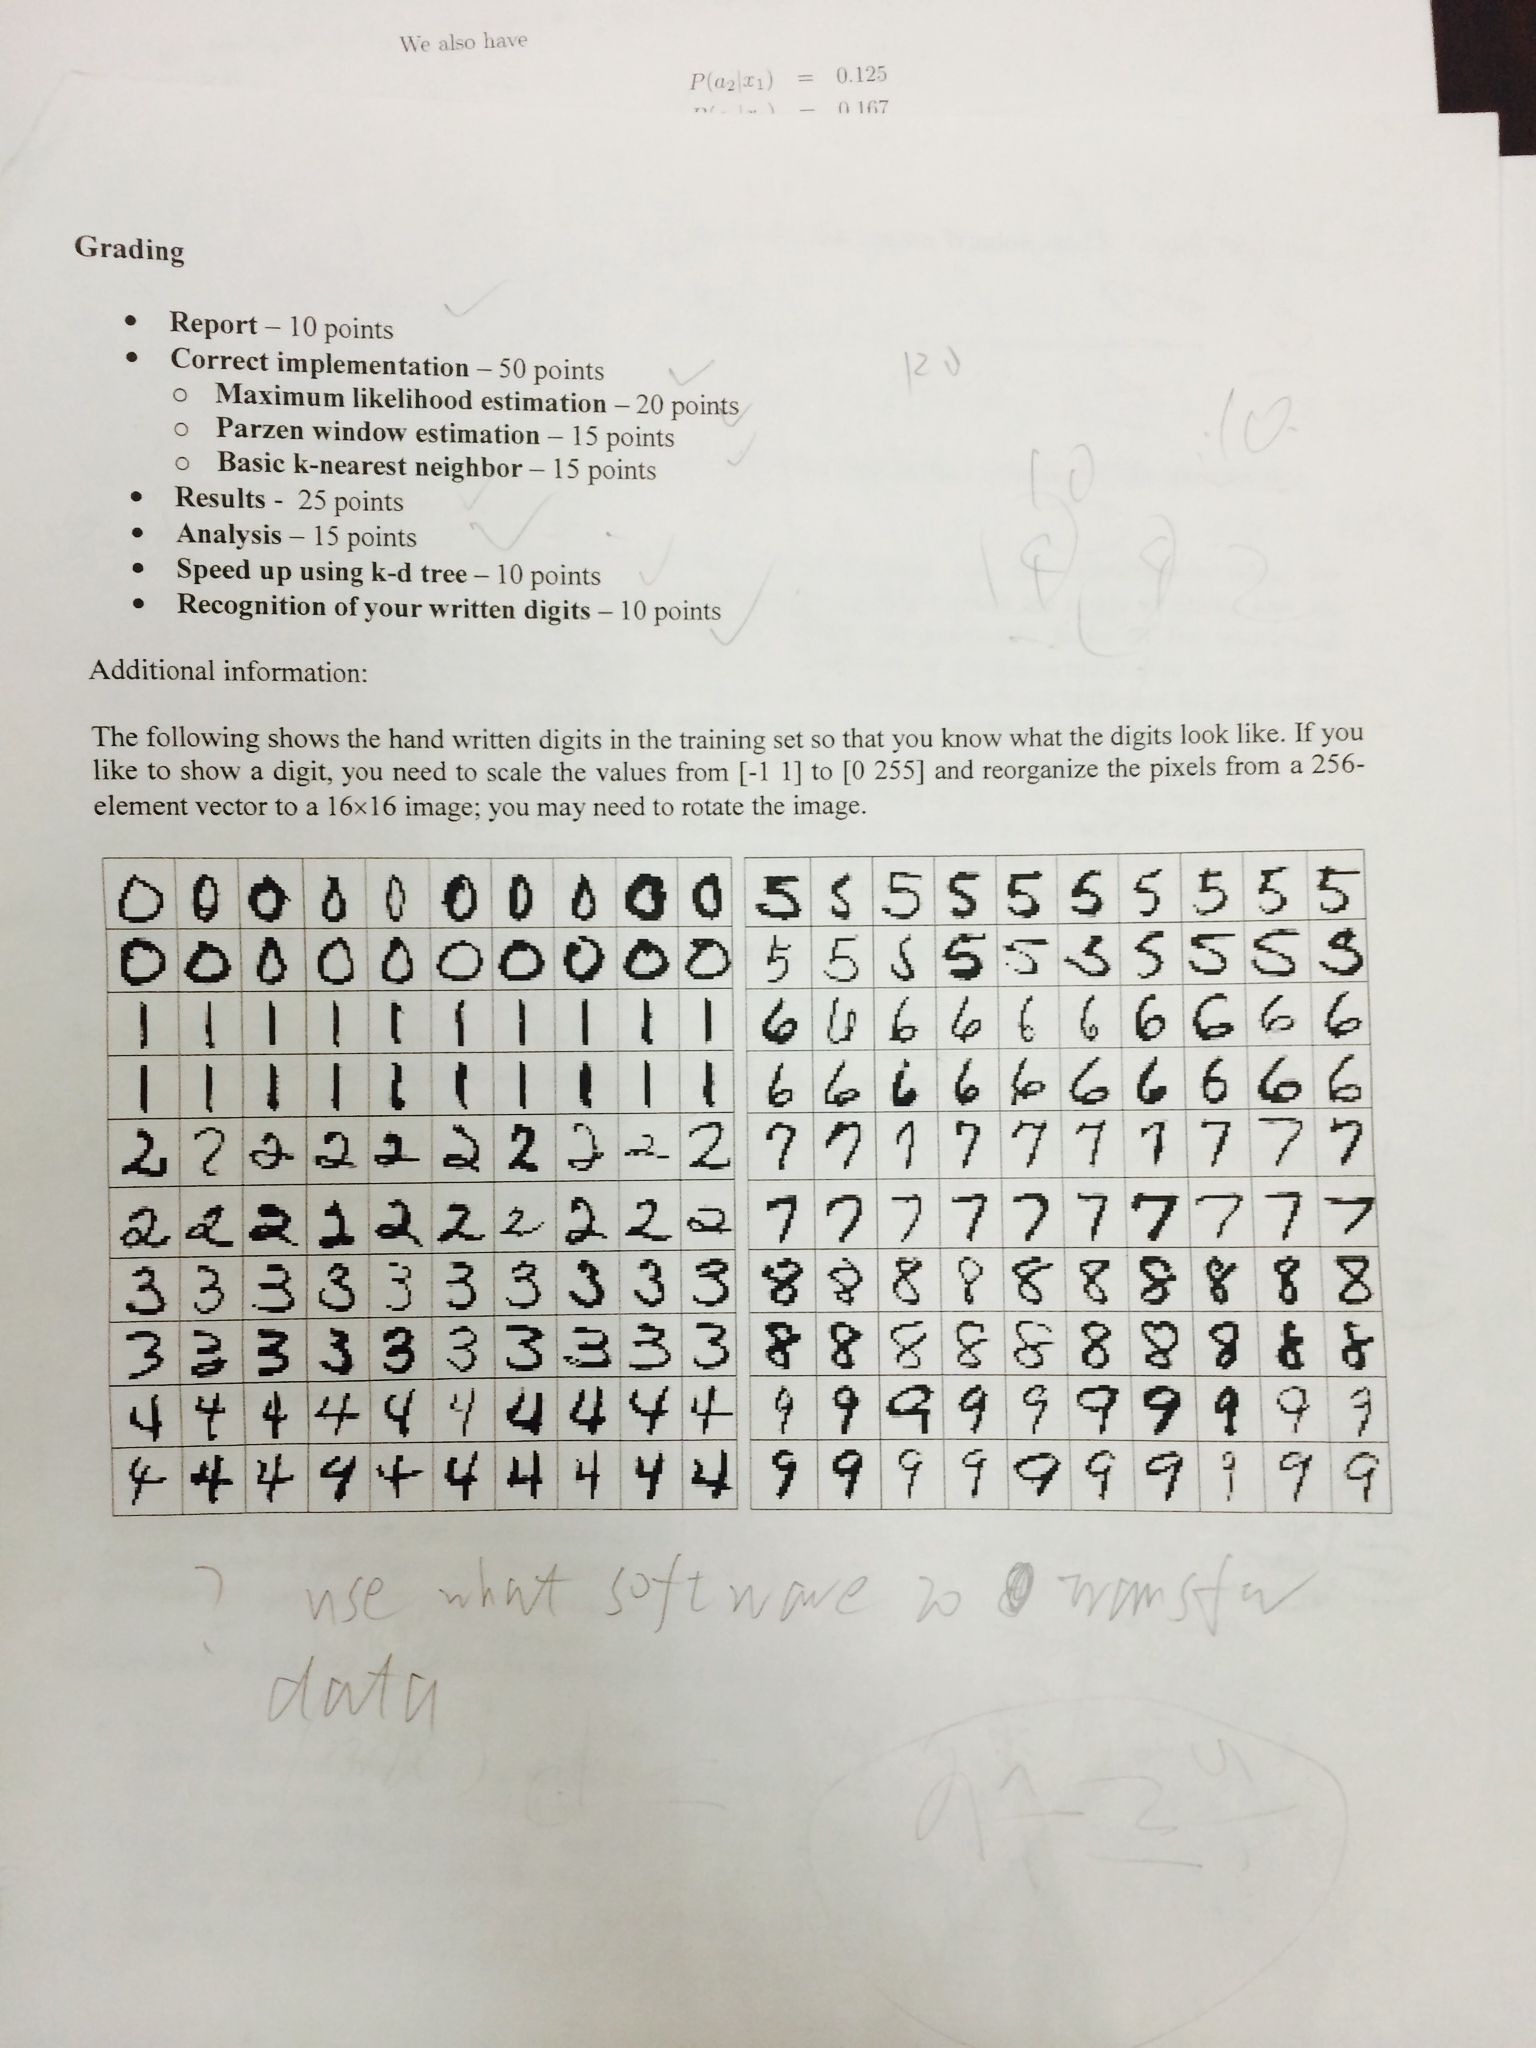 We also have
P(a₂|x₁) = 0.125
0.167
Grading
• Report – 10 points
• Correct implementation – 50 points
o Maximum likelihood estimation – 20 points
o Parzen window estimation – 15 points
o Basic k-nearest neighbor – 15 points
• Results - 25 points
• Analysis – 15 points
• Speed up using k-d tree – 10 points
• Recognition of your written digits – 10 points
Additional information:
The following shows the hand written digits in the training set so that you know what the digits look like. If you
like to show a digit, you need to scale the values from [-1 1] to [0 255] and reorganize the pixels from a 256-
element vector to a 16×16 image; you may need to rotate the image.
0 0 0 0 0 0 0 0 0 0 5 5 5 5 5 5 5 5 5 5
0 0 0 0 0 0 0 0 0 0 5 5 5 5 5 5 5 5 5 5
1 1 1 1 1 1 1 1 1 1 6 6 6 6 6 6 6 6 6 6
1 1 1 1 1 1 1 1 1 1 6 6 6 6 6 6 6 6 6 6
2 2 2 2 2 2 2 2 2 2 7 7 7 7 7 7 7 7 7 7
2 2 2 2 2 2 2 2 2 2 7 7 7 7 7 7 7 7 7 7
3 3 3 3 3 3 3 3 3 3 8 8 8 8 8 8 8 8 8 8
3 3 3 3 3 3 3 3 3 3 8 8 8 8 8 8 8 8 8 8
4 4 4 4 4 4 4 4 4 4 9 9 9 9 9 9 9 9 9 9
4 4 4 4 4 4 4 4 4 4 9 9 9 9 9 9 9 9 9 9
? use what software to transfer
data